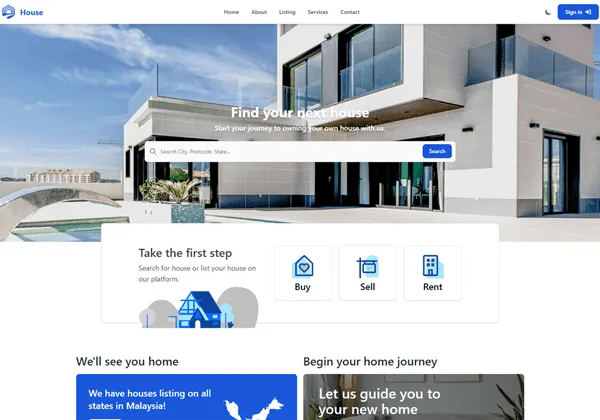 House
Home
About
Listing
Services
Contact
Sign in
Find your next house
Start your journey to owning your own house with us.
Search City, Postcode, State...
Search
Take the first step
Search for house or list your house on
our platform.
Buy
Sell
Rent
We'll see you home
Begin your home journey
We have houses listing on all
states in Malaysia!
Let us guide you to
your new home